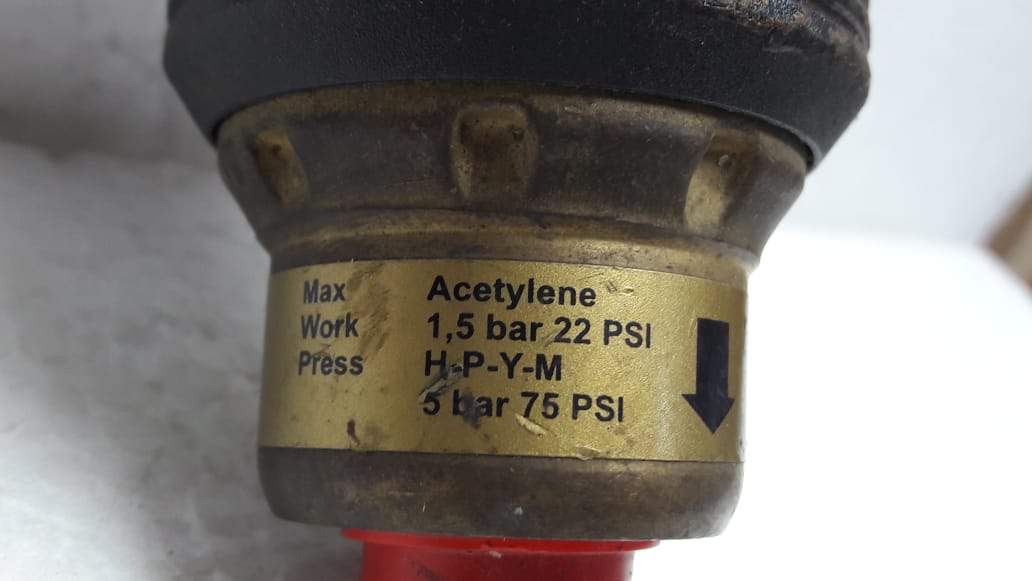 Max Acetylene
Work 1,5 bar 22 PSI
Press H-P-Y-M
5 bar 75 PSI